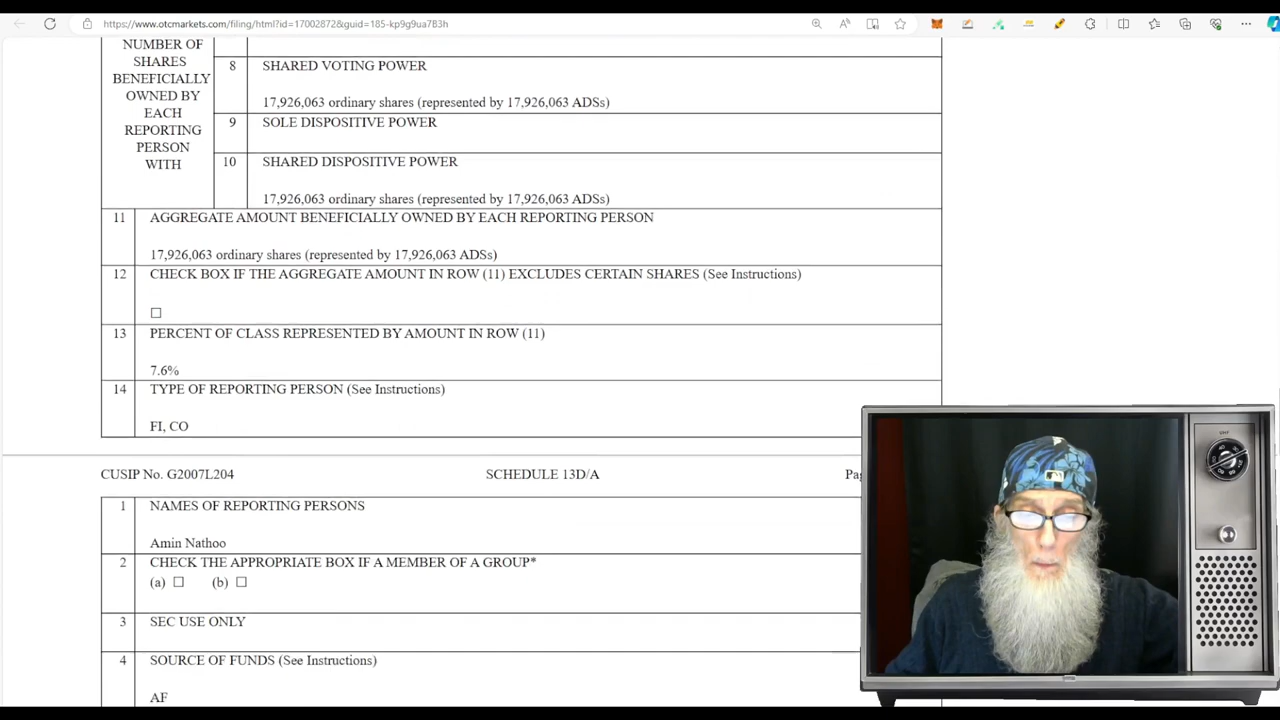 https://www.otcmarkets.com/filing/html?id=17002872&guid=185-kp9g9ua7B3h
NUMBER OF
SHARES
BENEFICIALLY
OWNED BY
EACH
REPORTING
PERSON
WITH
8 SHARED VOTING POWER
17,926,063 ordinary shares (represented by 17,926,063 ADSs)
9 SOLE DISPOSITIVE POWER
10 SHARED DISPOSITIVE POWER
17,926,063 ordinary shares (represented by 17,926,063 ADSs)
11 AGGREGATE AMOUNT BENEFICIALLY OWNED BY EACH REPORTING PERSON
17,926,063 ordinary shares (represented by 17,926,063 ADSs)
12 CHECK BOX IF THE AGGREGATE AMOUNT IN ROW (11) EXCLUDES CERTAIN SHARES (See Instructions)
☐
13 PERCENT OF CLASS REPRESENTED BY AMOUNT IN ROW (11)
7.6%
14 TYPE OF REPORTING PERSON (See Instructions)
FI, CO
CUSIP No. G2007L204 SCHEDULE 13D/A
1 NAMES OF REPORTING PERSONS
Amin Nathoo
2 CHECK THE APPROPRIATE BOX IF A MEMBER OF A GROUP*
(a) ☐ (b) ☐
3 SEC USE ONLY
4 SOURCE OF FUNDS (See Instructions)
AF